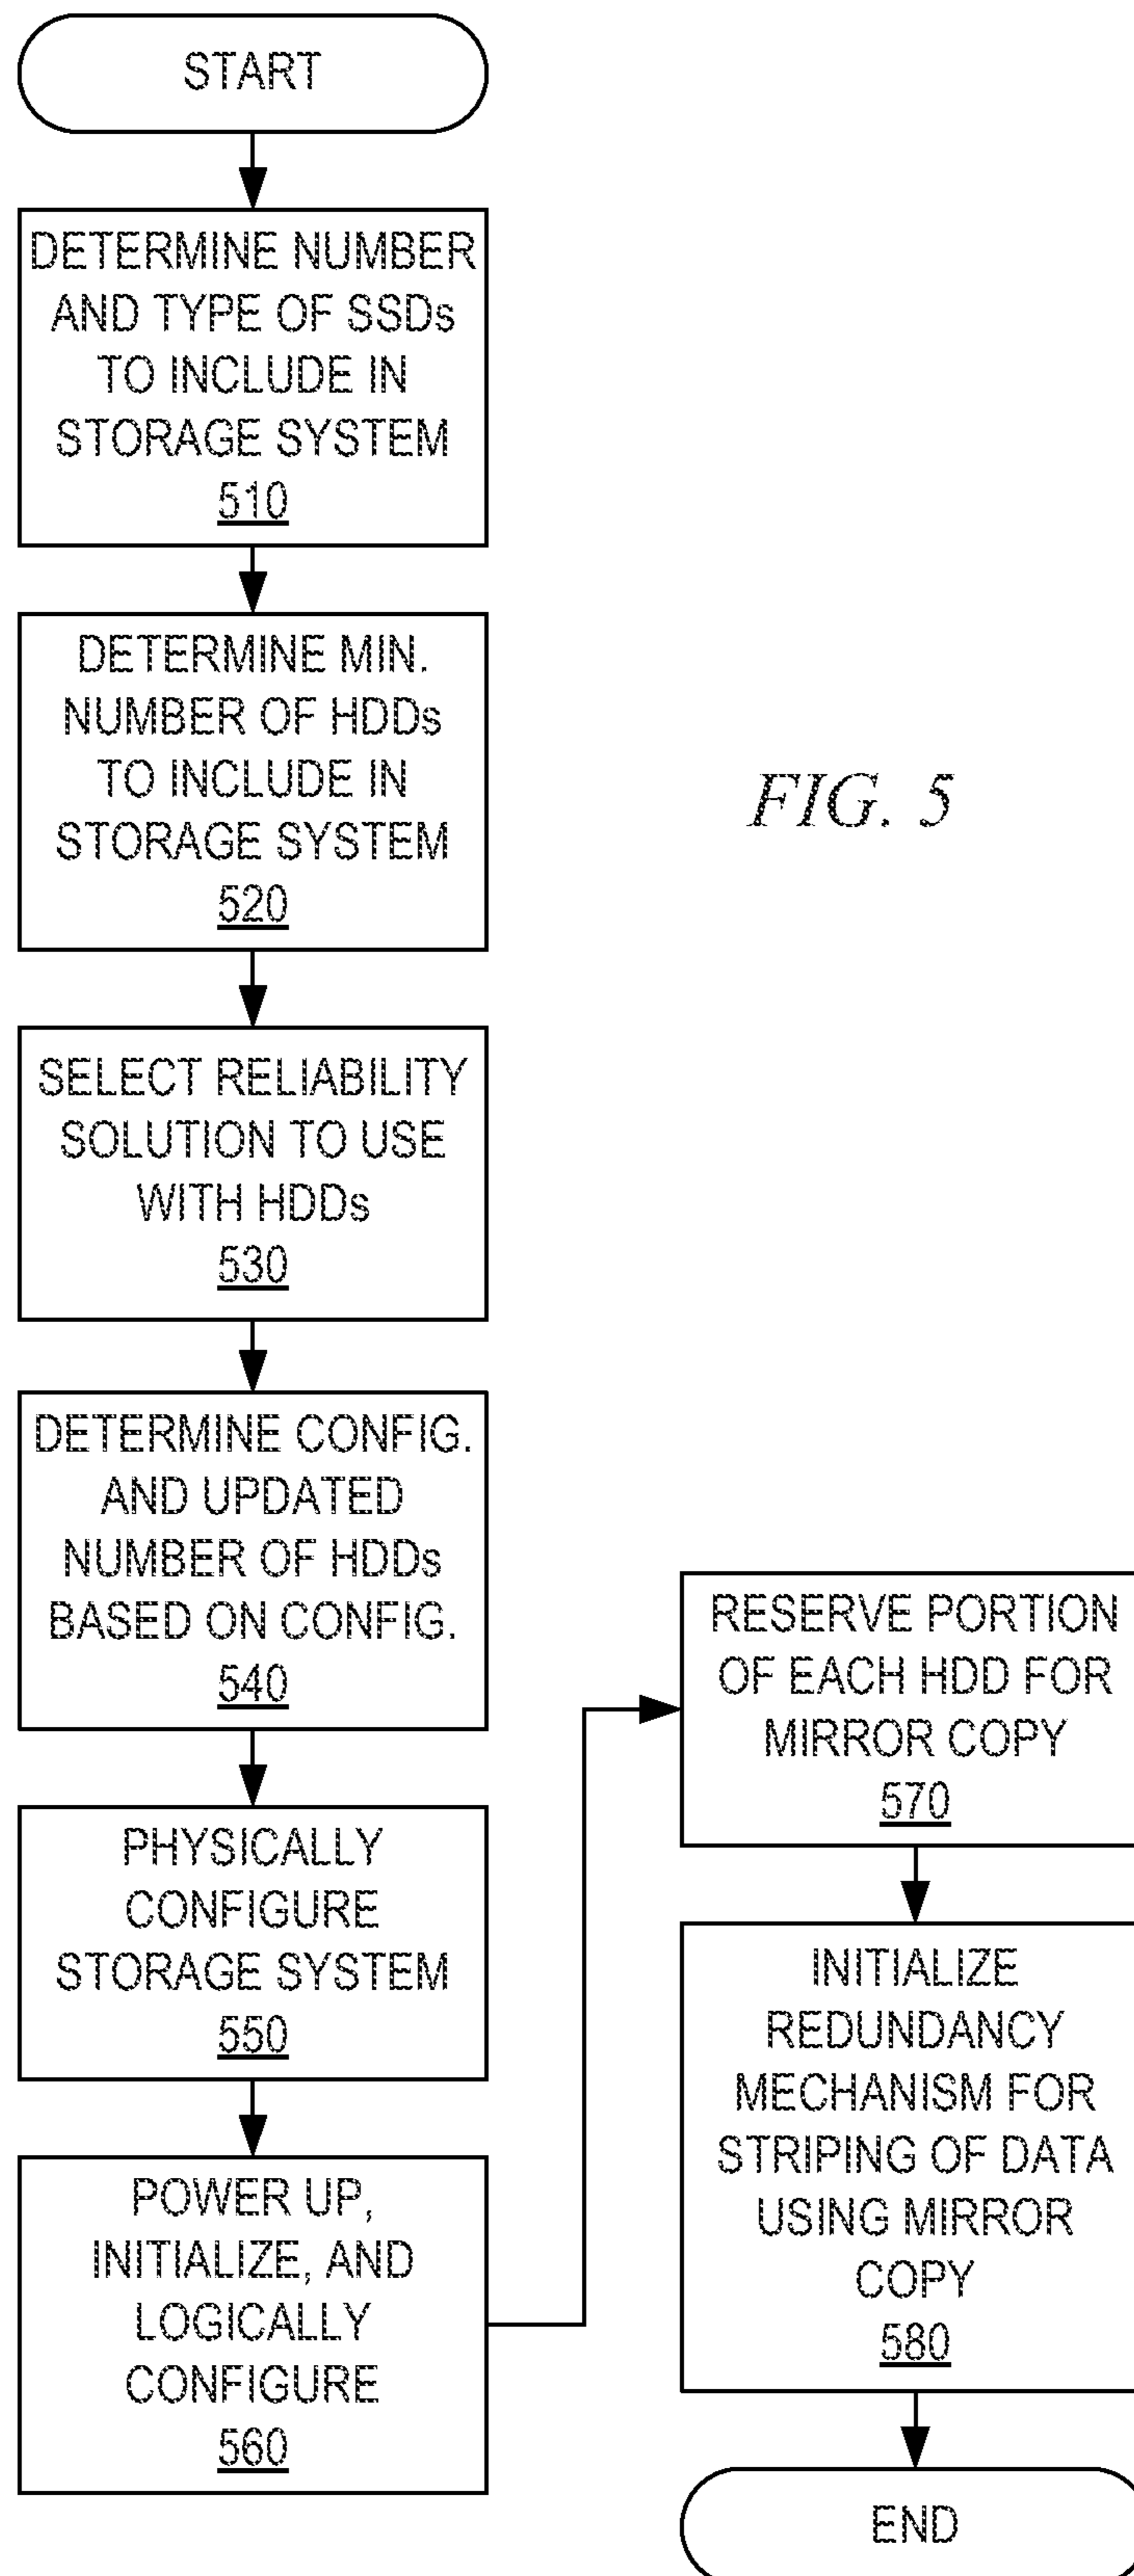 START
DETERMINE NUMBER
AND TYPE OF SSDs
TO INCLUDE IN
STORAGE SYSTEM
510
DETERMINE MIN.
NUMBER OF HDDs
TO INCLUDE IN
STORAGE SYSTEM
520
SELECT RELIABILITY
SOLUTION TO USE
WITH HDDs
530
DETERMINE CONFIG.
AND UPDATED
NUMBER OF HDDs
BASED ON CONFIG.
540
PHYSICALLY
CONFIGURE
STORAGE SYSTEM
550
POWER UP,
INITIALIZE, AND
LOGICALLY
CONFIGURE
560
RESERVE PORTION
OF EACH HDD FOR
MIRROR COPY
570
INITIALIZE
REDUNDANCY
MECHANISM FOR
STRIPING OF DATA
USING MIRROR
COPY
580
END
FIG. 5